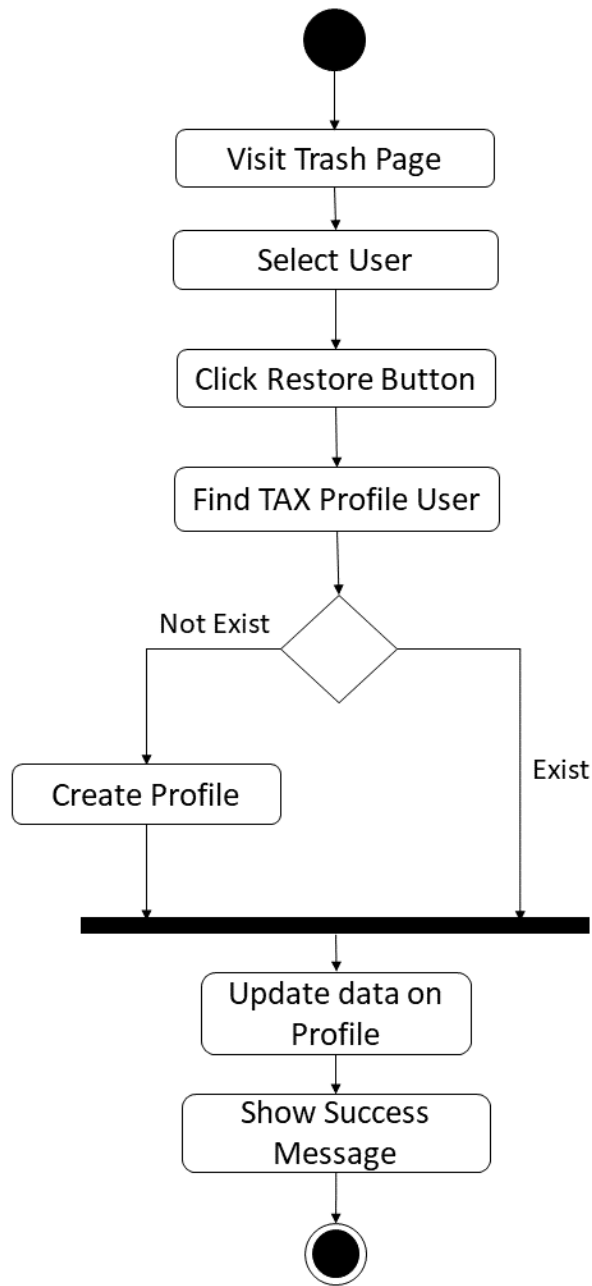 Visit Trash Page
Select User
Click Restore Button
Find TAX Profile User
Not Exist
Exist
Create Profile
Update data on
Profile
Show Success
Message